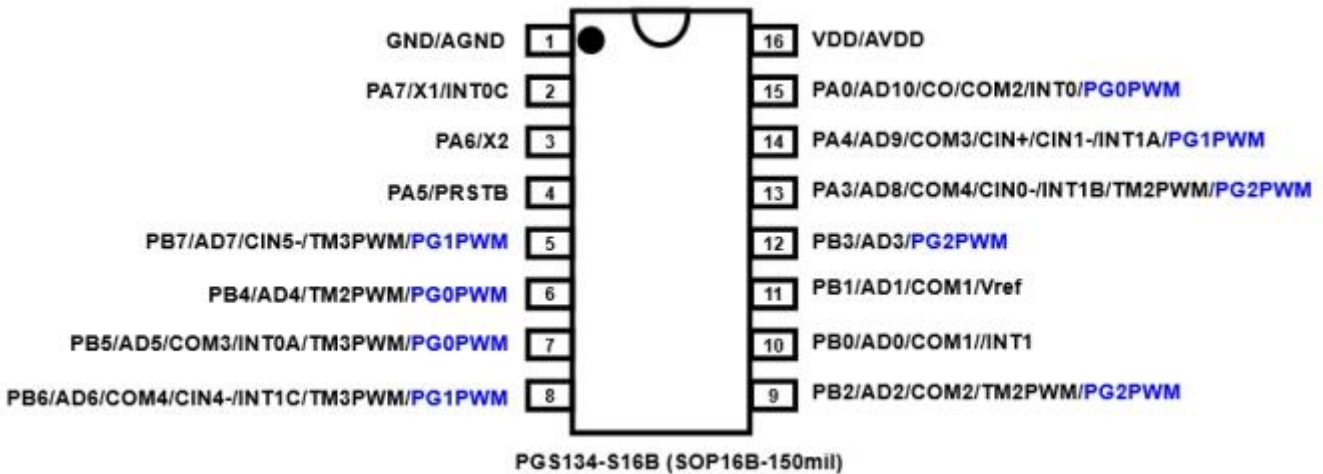 GND/AGND 1 16 VDD/AVDD
PA7/X1/INT0C 2 15 PA0/AD10/CO/COM2/INT0/PG0PWM
PA6/X2 3 14 PA4/AD9/COM3/CIN+/CIN1-/INT1A/PG1PWM
PA5/PRSTB 4 13 PA3/AD8/COM4/CIN0-/INT1B/TM2PWM/PG2PWM
PB7/AD7/CIN5-/TM3PWM/PG1PWM 5 12 PB3/AD3/PG2PWM
PB4/AD4/TM2PWM/PG0PWM 6 11 PB1/AD1/COM1/Vref
PB5/AD5/COM3/INT0A/TM3PWM/PG0PWM 7 10 PB0/AD0/COM1//INT1
PB6/AD6/COM4/CIN4-/INT1C/TM3PWM/PG1PWM 8 9 PB2/AD2/COM2/TM2PWM/PG2PWM
PGS134-S16B (SOP16B-150mil)